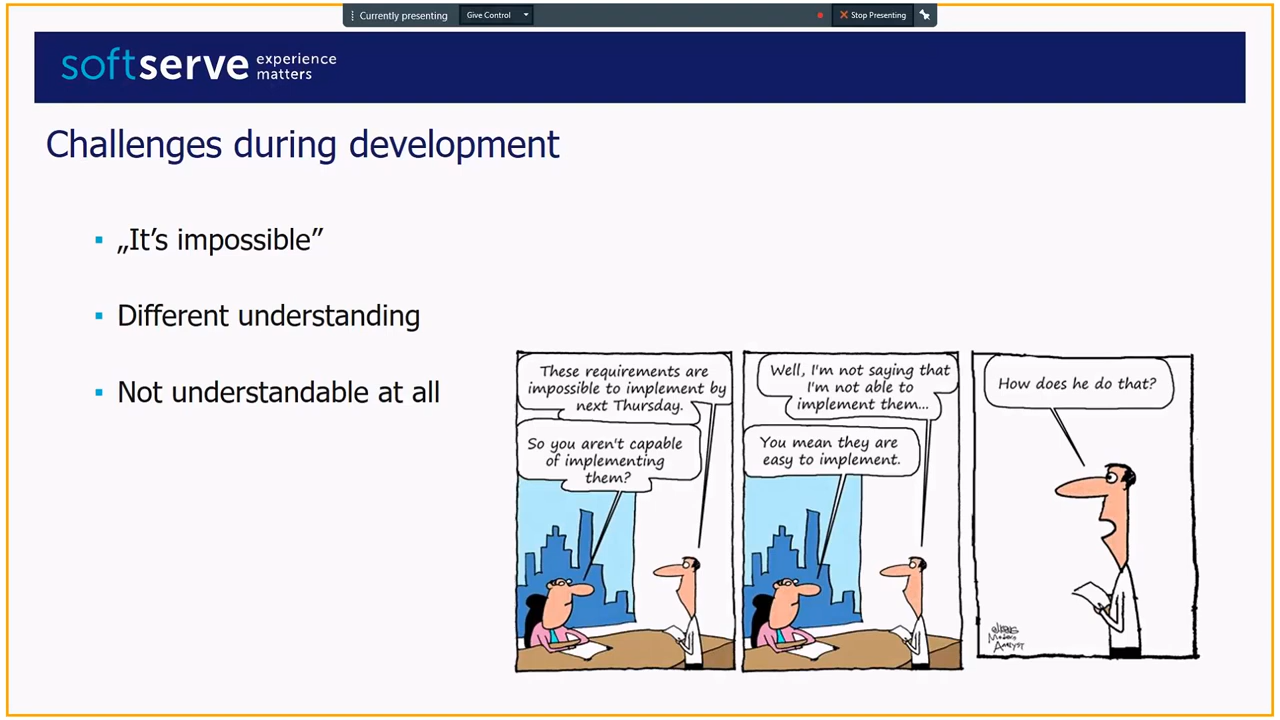 Currently presenting
Give Control
Stop Presenting
softserve
experience
matters
Challenges during development
„It’s impossible”
Different understanding
Not understandable at all
These requirements are
impossible to implement by
next Thursday.
So you aren't capable
of implementing
them?
Well, I'm not saying that
I'm not able to
implement them...
You mean they are
easy to implement.
How does he do that?
Modern
Analyst